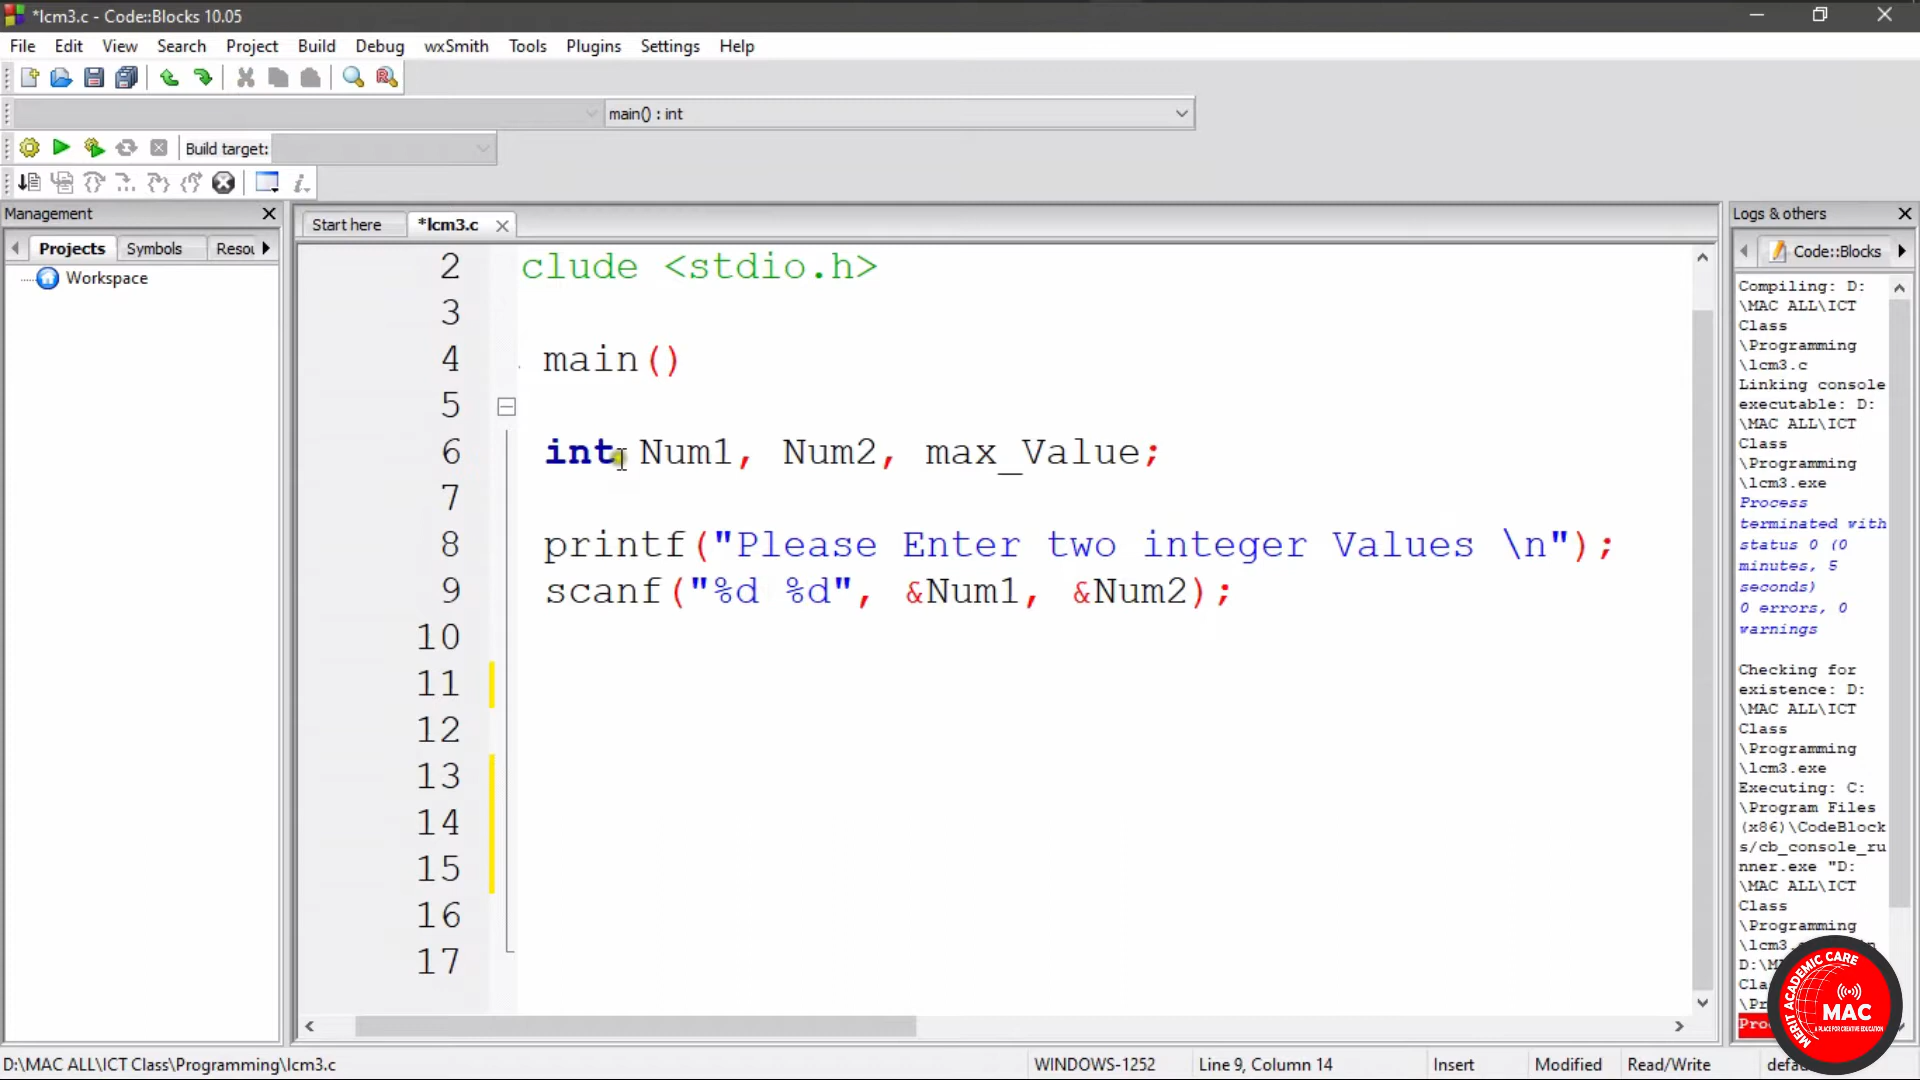 *lcm3.c - Code::Blocks 10.05
File Edit View Search Project Build Debug wxSmith Tools Plugins Settings Help
main() : int
Build target:
Management
Projects Symbols Resou
Workspace
Start here *lcm3.c
2 clude <stdio.h>
3
4 main()
5
6 int Num1, Num2, max_Value;
7
8 printf("Please Enter two integer Values \n");
9 scanf("%d %d", &Num1, &Num2);
10
11
12
13
14
15
16
17
Logs & others
Code::Blocks
Compiling: D:
\MAC ALL\ICT
Class
\Programming
\lcm3.c
Linking console
executable: D:
\MAC ALL\ICT
Class
\Programming
\lcm3.exe
Process
terminated with
status 0 (0
minutes, 5
seconds)
0 errors, 0
warnings
Checking for
existence: D:
\MAC ALL\ICT
Class
\Programming
\lcm3.exe
Executing: C:
\Program Files
(x86)\CodeBlock
s/cb_console_ru
nner.exe "D:
\MAC ALL\ICT
Class
\Programming
MERIT ACADEMIC CARE
MAC
A PLACE FOR CREATIVE EDUCATION
D:\MAC ALL\ICT Class\Programming\lcm3.c WINDOWS-1252 Line 9, Column 14 Insert Modified Read/Write